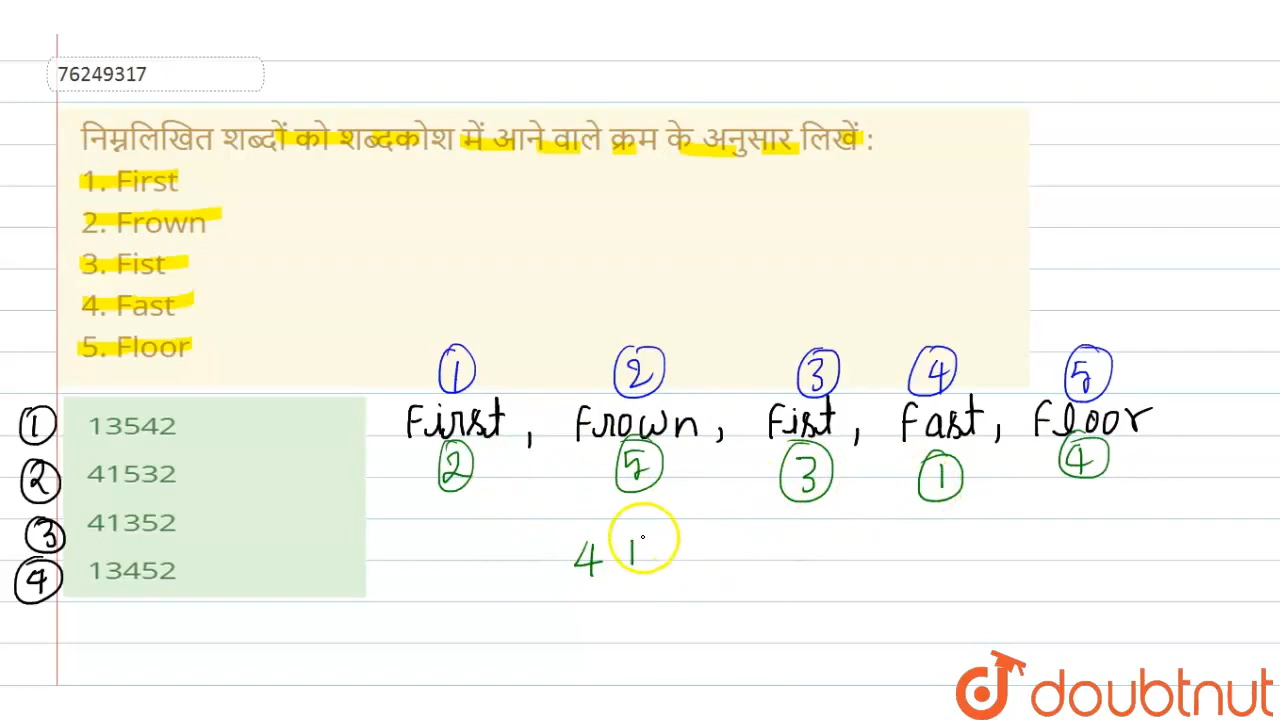 76249317
निम्नलिखित शब्दों को शब्दकोश में आने वाले क्रम के अनुसार लिखें :
1. First
2. Frown
3. Fist
4. Fast
5. Floor
1 2 3 4 5
First, Frown, Fist, Fast, Floor
2 5 3 1 4
4 1
1 13542
2 41532
3 41352
4 13452
doubtnut